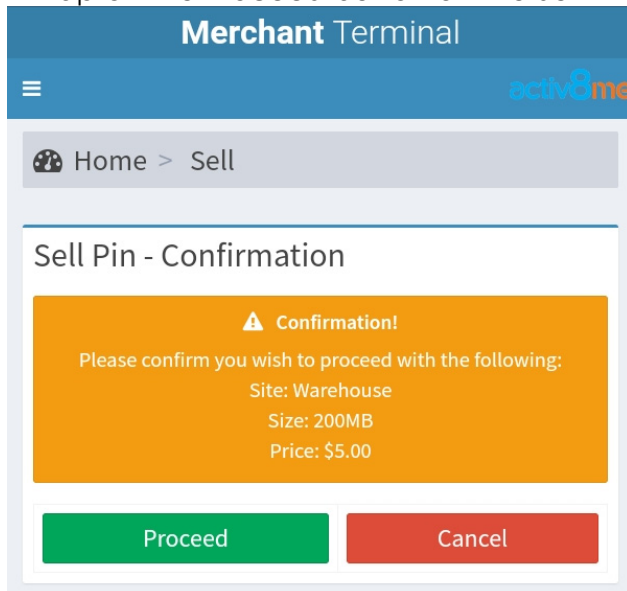 Merchant Terminal
activ8me
Home > Sell
Sell Pin - Confirmation
Confirmation!
Please confirm you wish to proceed with the following:
Site: Warehouse
Size: 200MB
Price: $5.00
Proceed Cancel